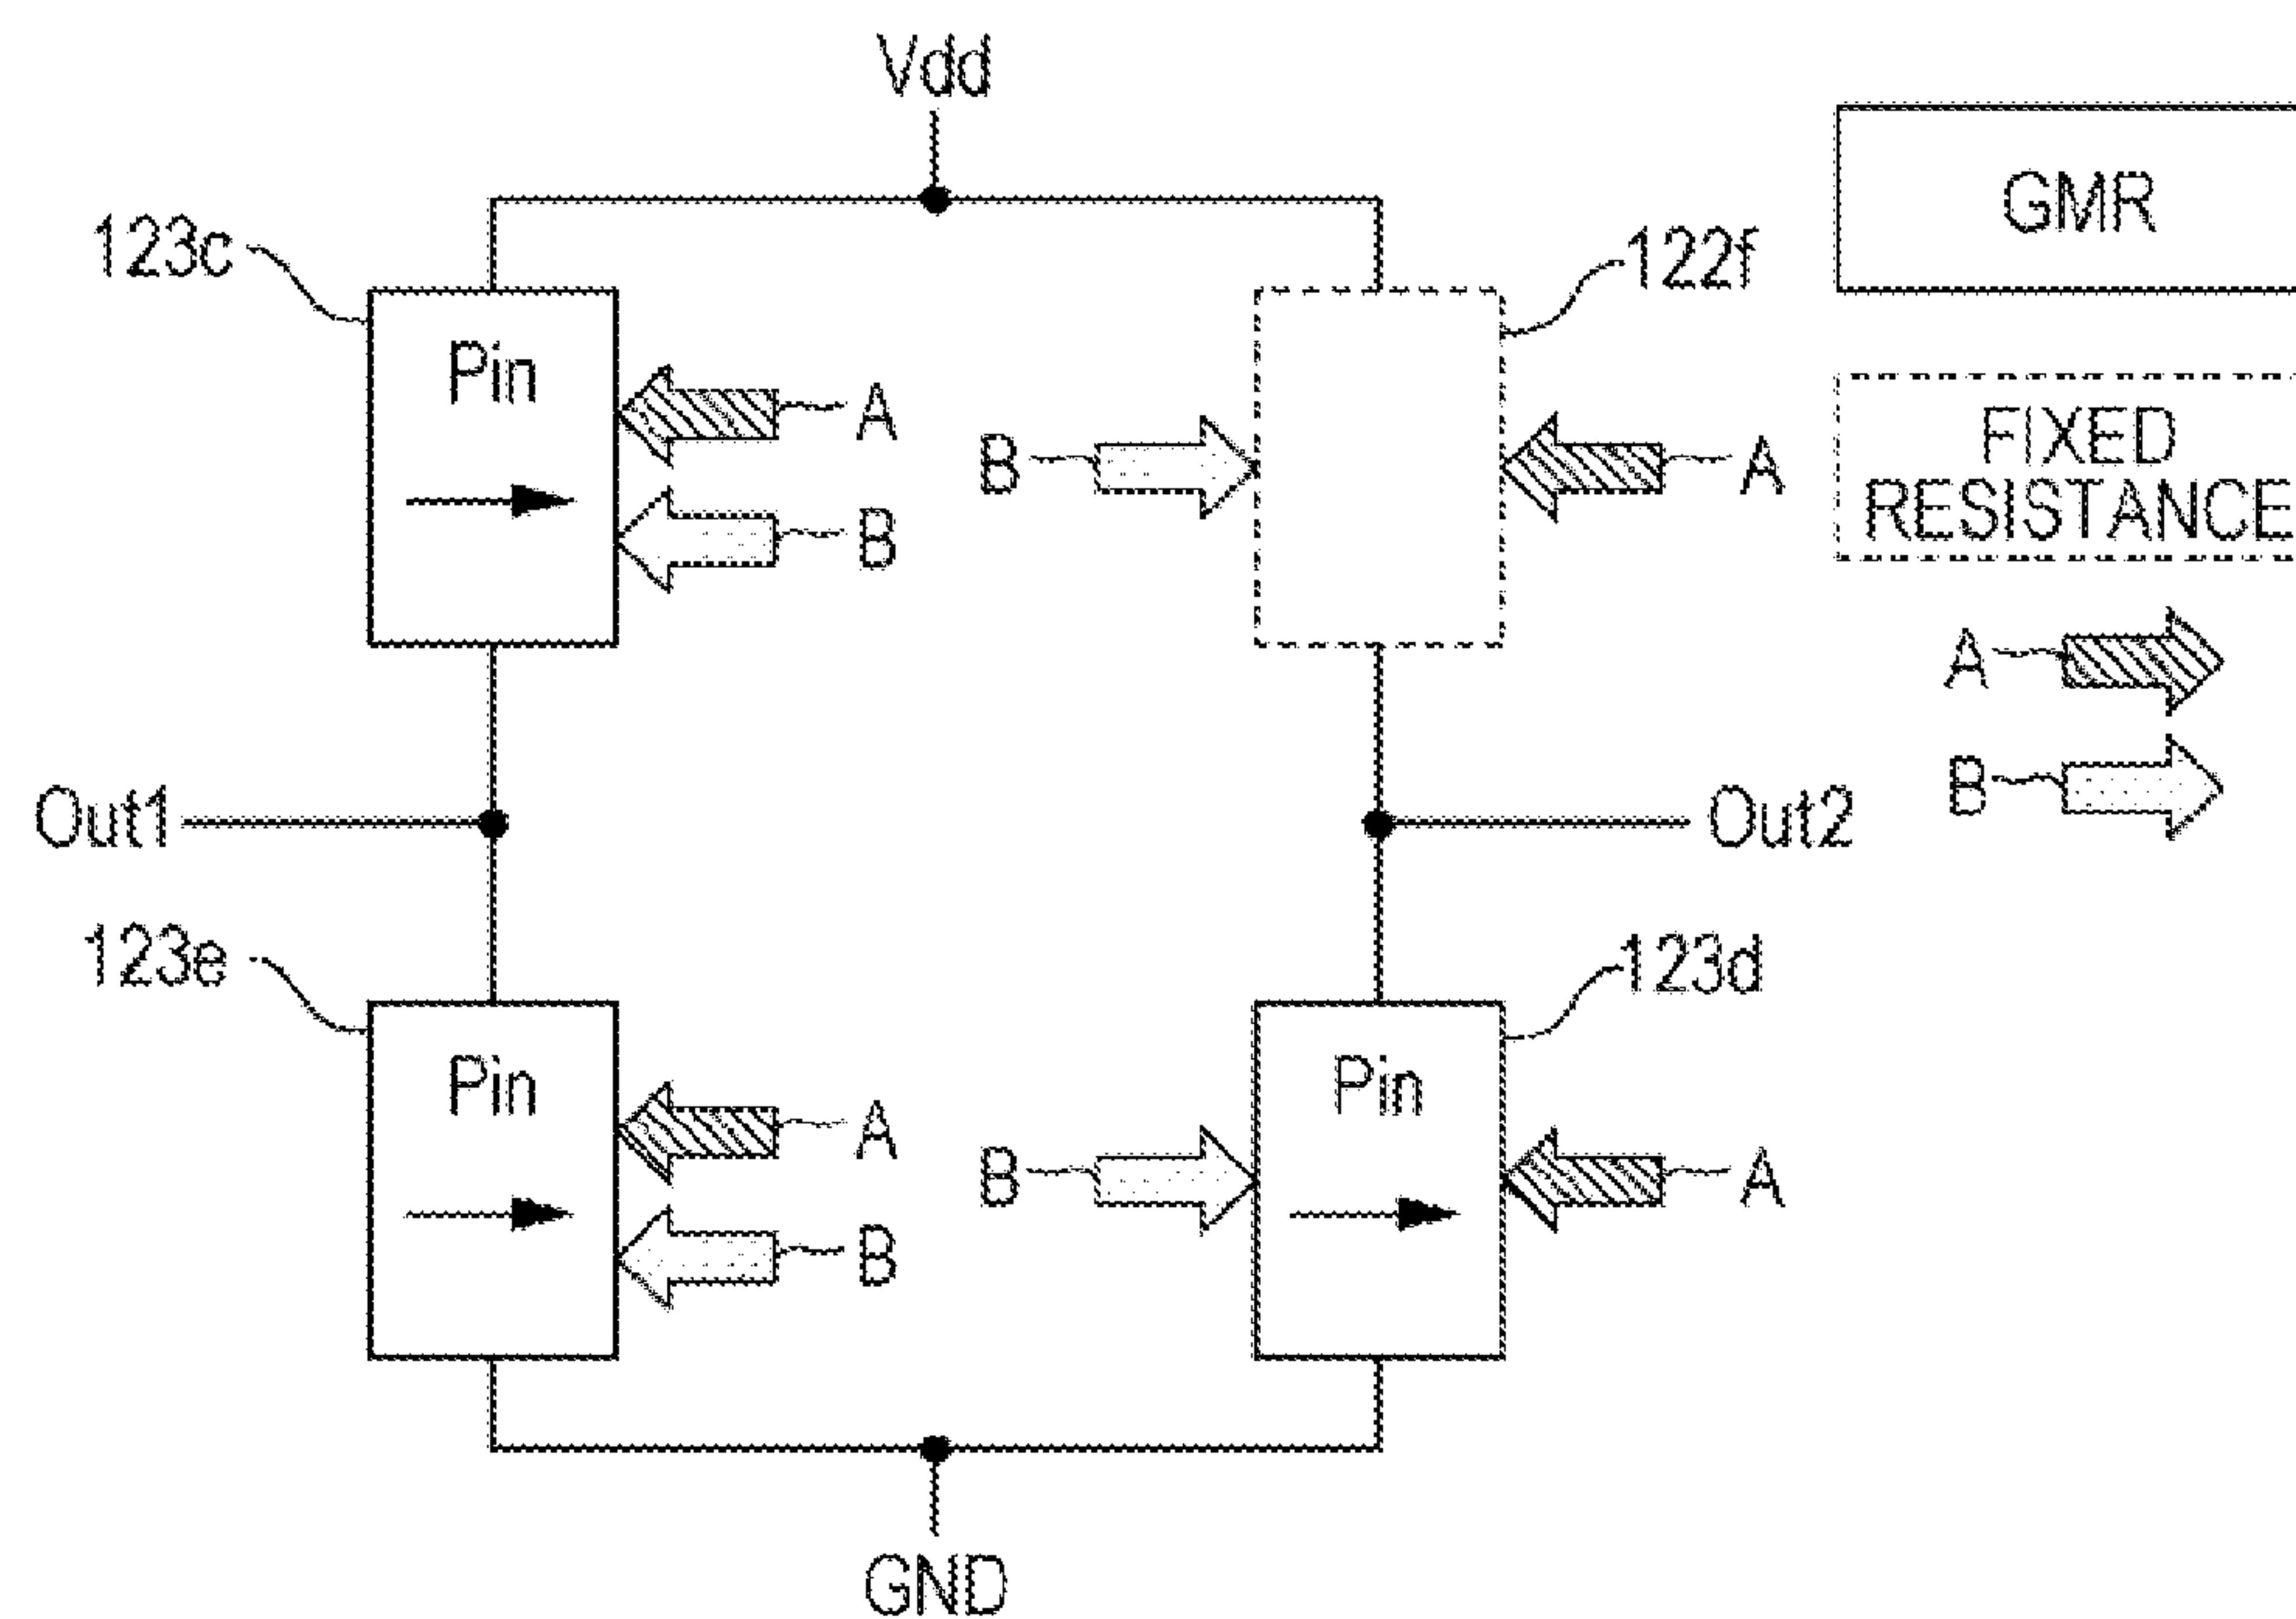 Vdd
123c
122f
GMR
Pin
A
B
B
A
FIXED
RESISTANCE
A
B
Out1
Out2
123e
123d
Pin
A
B
B
Pin
A
GND